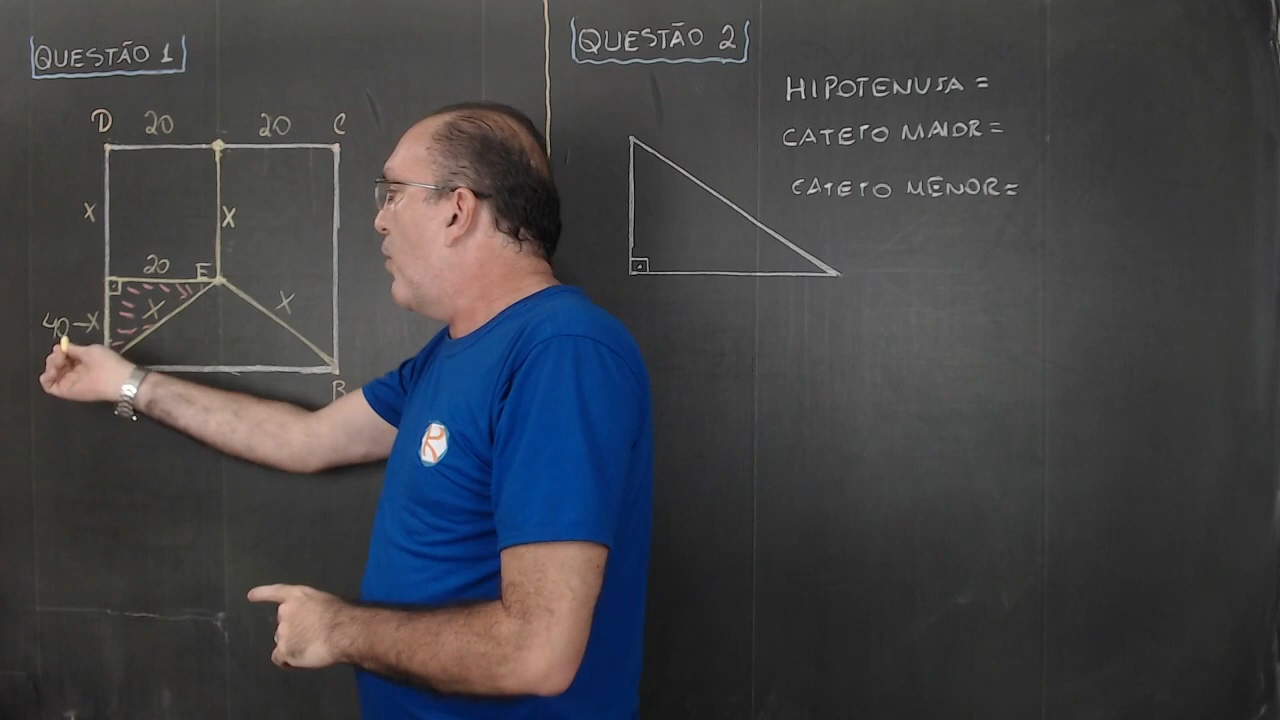 QUESTÃO 1
D 20 20 C
X X
20 E
X X
40-X
B
QUESTÃO 2
HIPOTENUSA =
CATETO MAIOR =
CATETO MENOR=